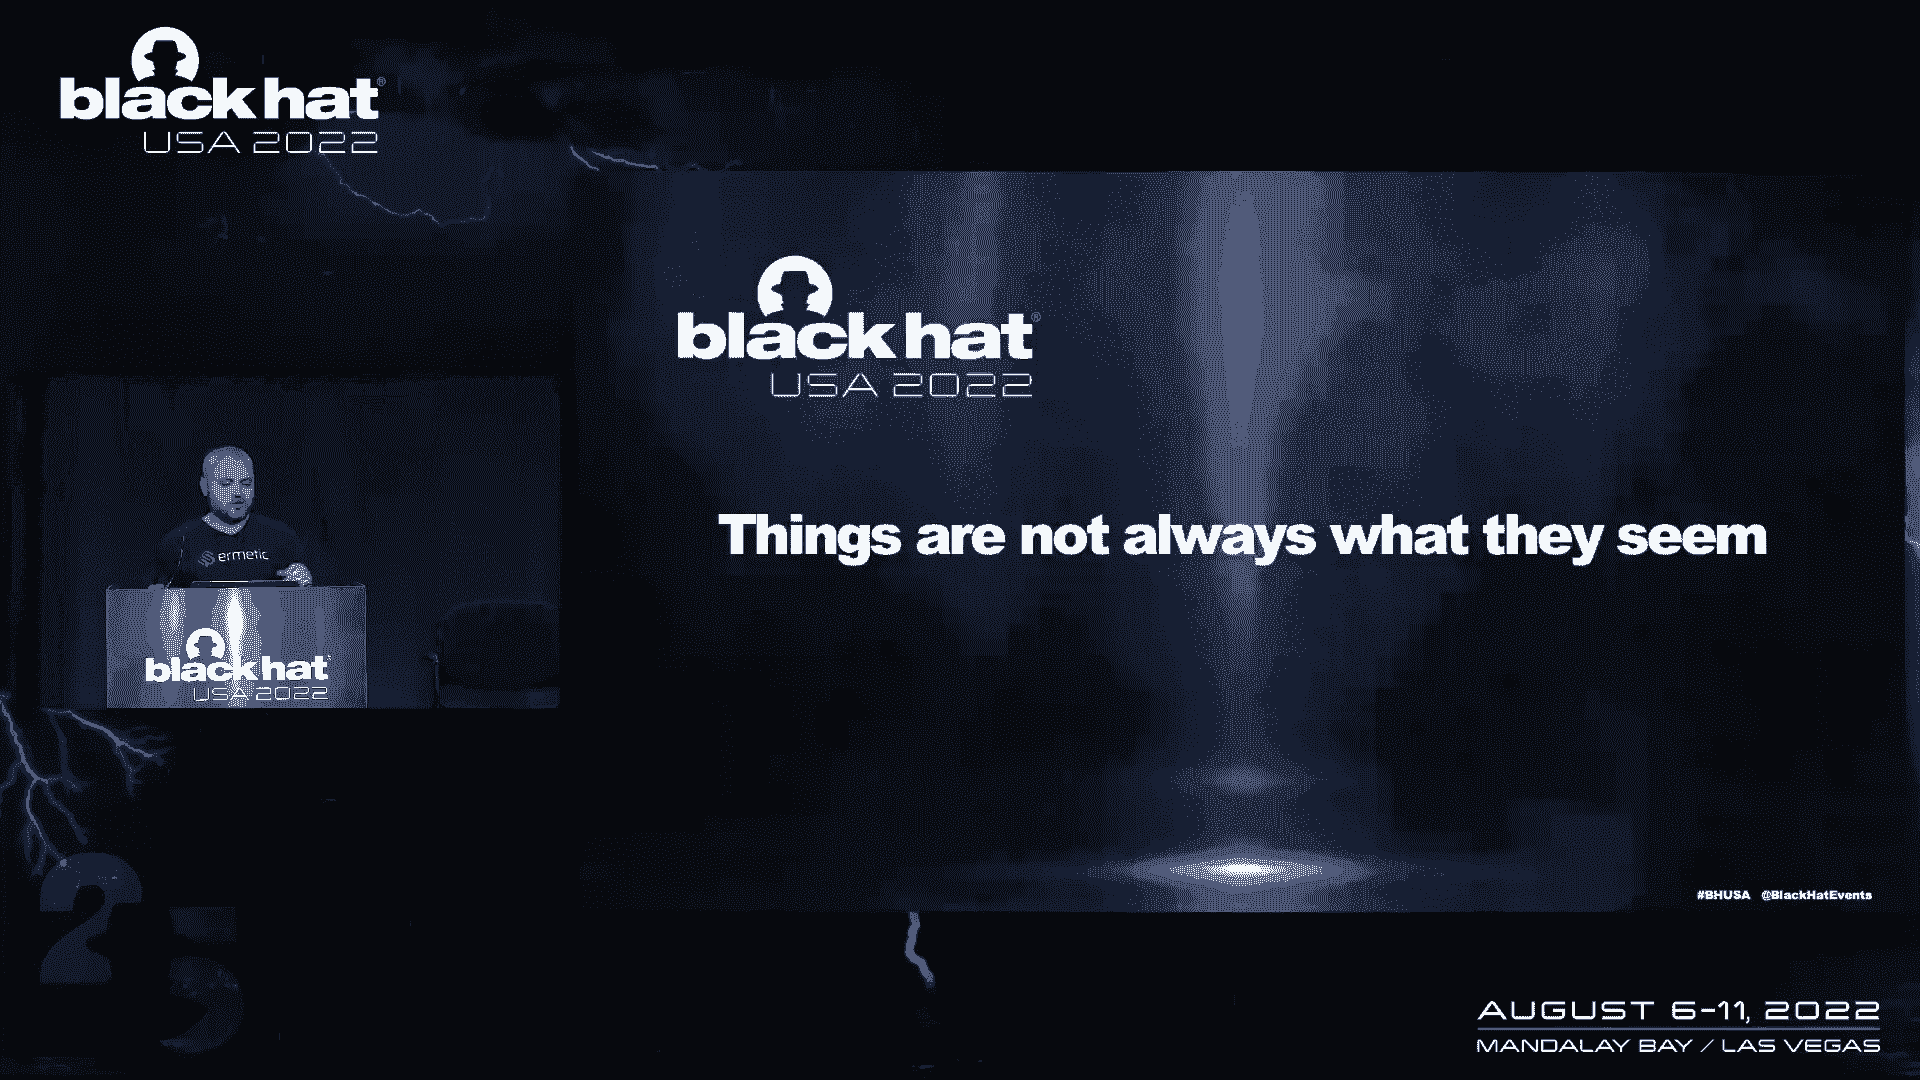 black hat®
USA 2022
black hat®
USA 2022
Things are not always what they seem
ermetic
black hat
USA 2022
25
#BHUSA @BlackHatEvents
AUGUST 6-11, 2022
MANDALAY BAY / LAS VEGAS